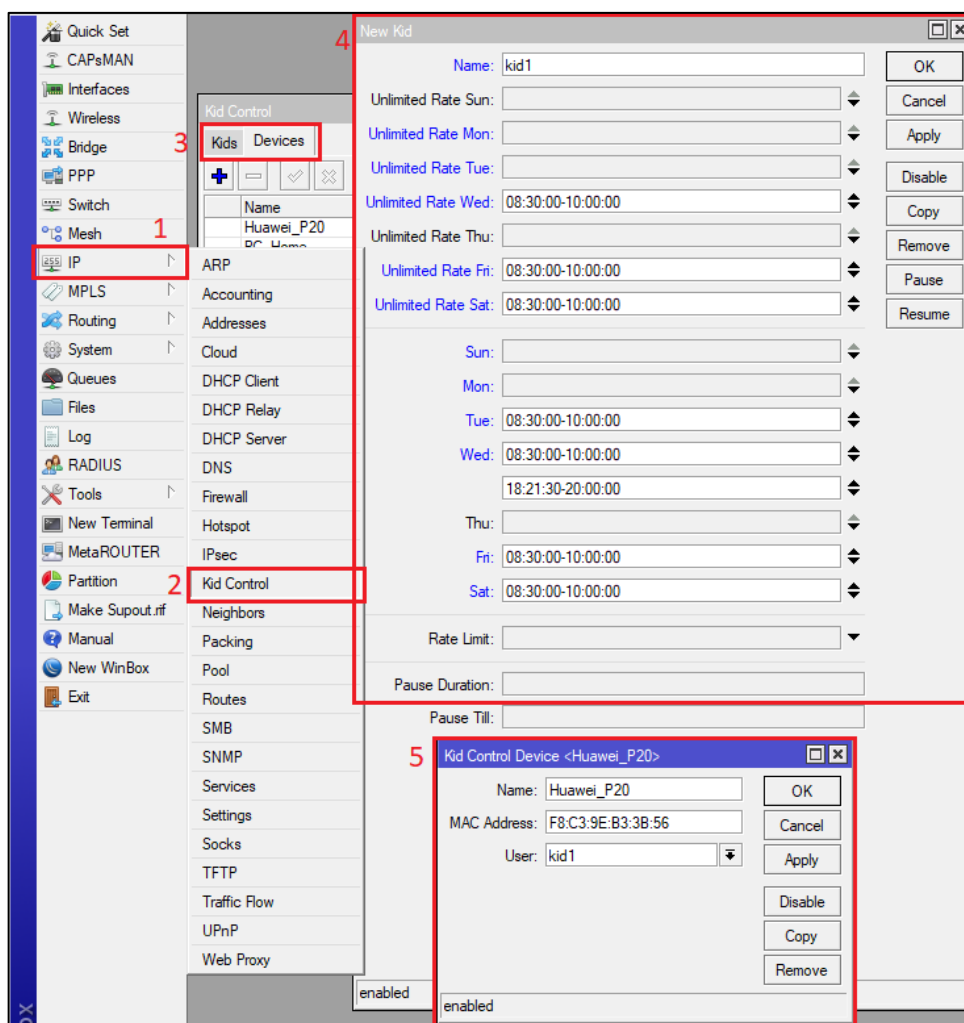 Quick Set
CAPsMAN
Interfaces
Wireless
Bridge
PPP
Switch
Mesh
1
IP
MPLS
Routing
System
Queues
Files
Log
RADIUS
Tools
New Terminal
MetaROUTER
Partition
Make Supout.rif
Manual
New WinBox
Exit
Kid Control
3
Kids Devices
Name
Huawei_P20
PC_Home
ARP
Accounting
Addresses
Cloud
DHCP Client
DHCP Relay
DHCP Server
DNS
Firewall
Hotspot
IPsec
2
Kid Control
Neighbors
Packing
Pool
Routes
SMB
SNMP
Services
Settings
Socks
TFTP
Traffic Flow
UPnP
Web Proxy
4
New Kid
Name: kid1
Unlimited Rate Sun:
Unlimited Rate Mon:
Unlimited Rate Tue:
Unlimited Rate Wed: 08:30:00-10:00:00
Unlimited Rate Thu:
Unlimited Rate Fri: 08:30:00-10:00:00
Unlimited Rate Sat: 08:30:00-10:00:00
Sun:
Mon:
Tue: 08:30:00-10:00:00
Wed: 08:30:00-10:00:00
18:21:30-20:00:00
Thu:
Fri: 08:30:00-10:00:00
Sat: 08:30:00-10:00:00
Rate Limit:
Pause Duration:
Pause Till:
OK
Cancel
Apply
Disable
Copy
Remove
Pause
Resume
enabled
5
Kid Control Device <Huawei_P20>
Name: Huawei_P20
MAC Address: F8:C3:9E:B3:3B:56
User: kid1
OK
Cancel
Apply
Disable
Copy
Remove
enabled